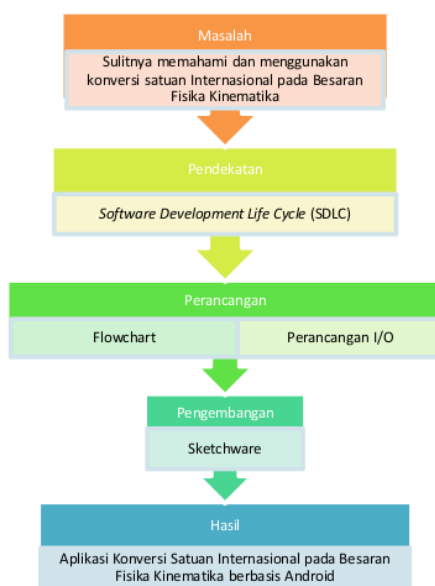 Masalah
Sulitnya memahami dan menggunakan
konversi satuan Internasional pada Besaran
Fisika Kinematika
Pendekatan
Software Development Life Cycle (SDLC)
Perancangan
Flowchart
Perancangan I/O
Pengembangan
Sketchware
Hasil
Aplikasi Konversi Satuan Internasional pada Besaran
Fisika Kinematika berbasis Android